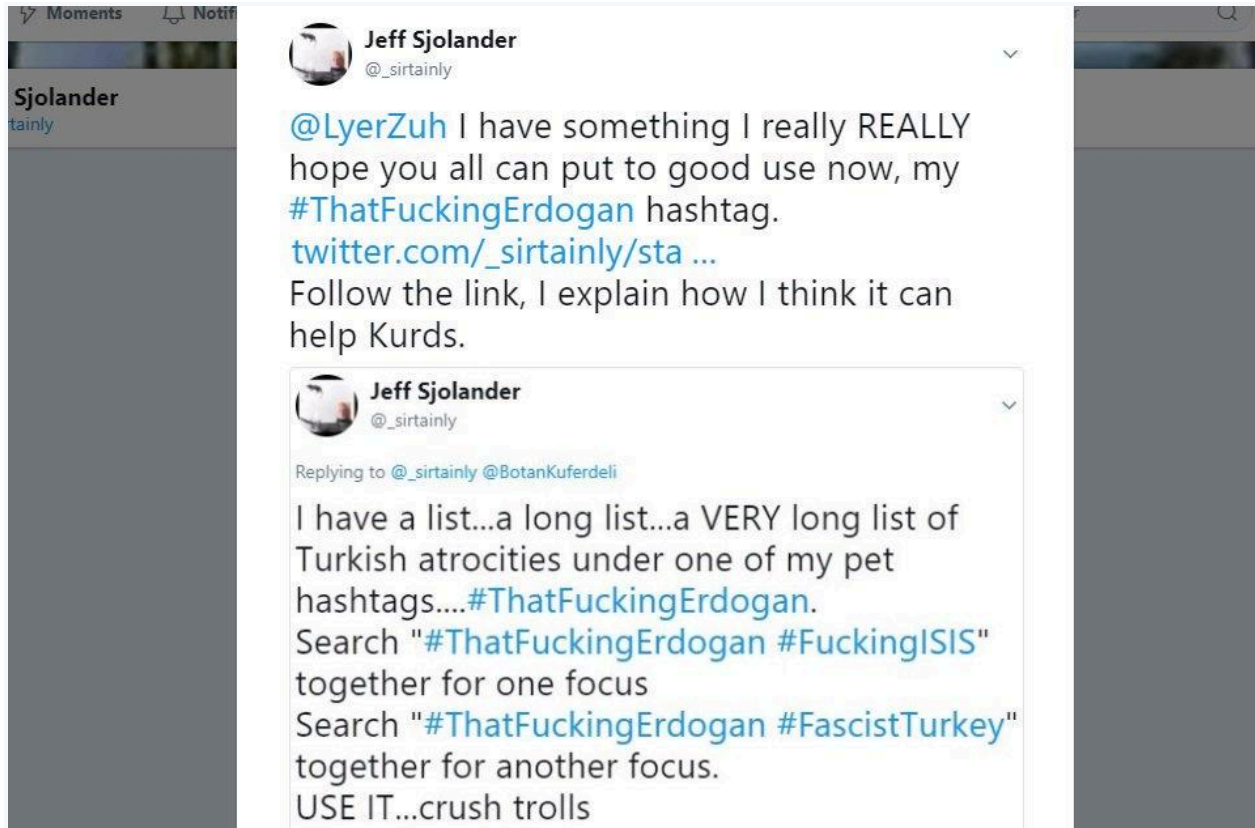 Moments Notif
Sjolander
tainly
Jeff Sjolander
@_sirtainly
@LyerZuh I have something I really REALLY
hope you all can put to good use now, my
#ThatFuckingErdogan hashtag.
twitter.com/_sirtainly/sta ...
Follow the link, I explain how I think it can
help Kurds.
Jeff Sjolander
@_sirtainly
Replying to @_sirtainly @BotanKuferdeli
I have a list...a long list...a VERY long list of
Turkish atrocities under one of my pet
hashtags....#ThatFuckingErdogan.
Search "#ThatFuckingErdogan #FuckingISIS"
together for one focus
Search "#ThatFuckingErdogan #FascistTurkey"
together for another focus.
USE IT...crush trolls